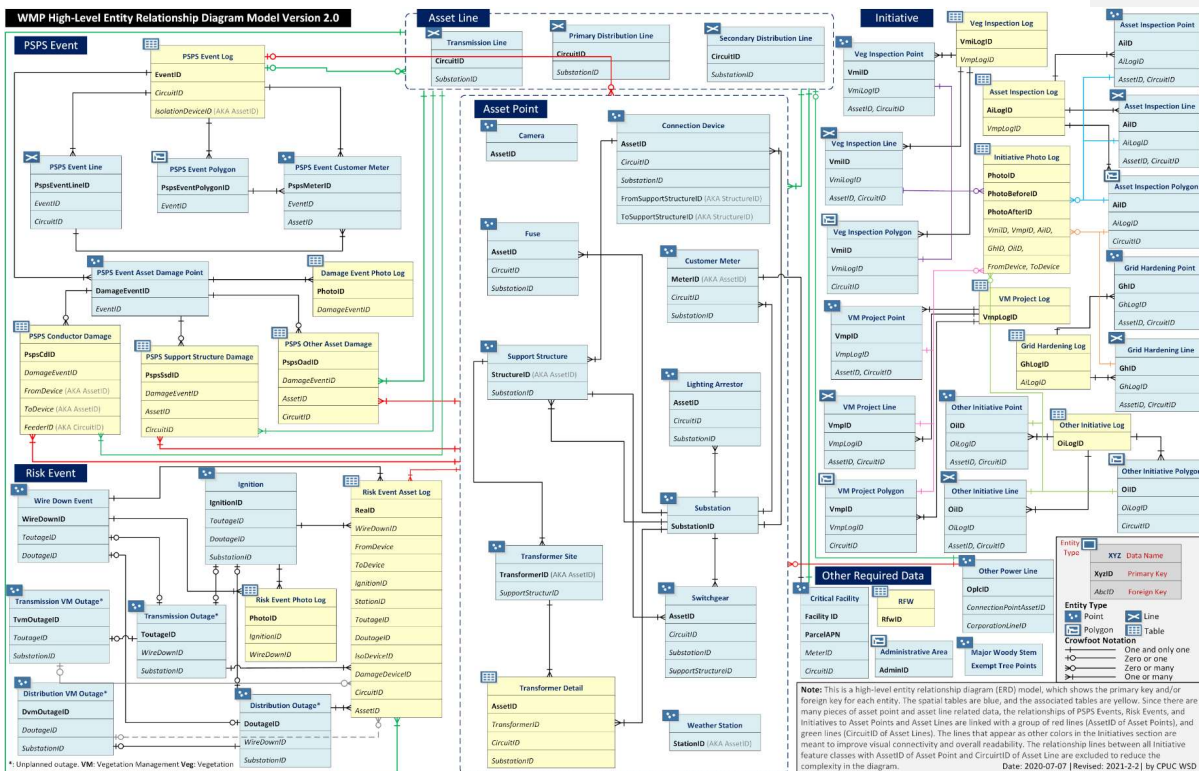 WMP High-Level Entity Relationship Diagram Model Version 2.0
PSPS Event
PSPS Event Log
EventID
CircuitID
IsolationDeviceID (AKA AssetID)
PSPS Event Line
PspsEventLineID
EventID
CircuitID
PSPS Event Polygon
PspsEventPolygonID
EventID
PSPS Event Customer Meter
PspsMeterID
EventID
AssetID
PSPS Event Asset Damage Point
DamageEventID
EventID
Damage Event Photo Log
PhotoID
DamageEventID
PSPS Conductor Damage
PspsCdID
DamageEventID
FromDevice (AKA AssetID)
ToDevice (AKA AssetID)
FeederID (AKA CircuitID)
PSPS Support Structure Damage
PspsSsdID
DamageEventID
AssetID
CircuitID
PSPS Other Asset Damage
PspsOadID
DamageEventID
AssetID
CircuitID
Risk Event
Wire Down Event
WireDownID
ToutageID
DoutageID
Ignition
IgnitionID
ToutageID
DoutageID
SubstationID
Risk Event Asset Log
ReaID
WireDownID
FromDevice
ToDevice
IgnitionID
StationID
ToutageID
DoutageID
IsoDeviceID
DamageDeviceID
CircuitID
AssetID
Transmission VM Outage*
TvmOutageID
ToutageID
SubstationID
Transmission Outage*
ToutageID
WireDownID
SubstationID
Risk Event Photo Log
PhotoID
IgnitionID
WireDownID
Distribution VM Outage*
DvmOutageID
DoutageID
SubstationID
Distribution Outage*
DoutageID
WireDownID
SubstationID
*: Unplanned outage. VM: Vegetation Management Veg: Vegetation
Asset Line
Transmission Line
CircuitID
SubstationID
Primary Distribution Line
CircuitID
SubstationID
Secondary Distribution Line
CircuitID
SubstationID
Asset Point
Camera
AssetID
Connection Device
AssetID
CircuitID
SubstationID
FromSupportStructureID (AKA StructureID)
ToSupportStructureID (AKA StructureID)
Fuse
AssetID
CircuitID
SubstationID
Customer Meter
MeterID (AKA AssetID)
CircuitID
SubstationID
Support Structure
StructureID (AKA AssetID)
CircuitID
SubstationID
Lighting Arrestor
AssetID
CircuitID
SubstationID
Substation
SubstationID
Transformer Site
TransformerID (AKA AssetID)
SupportStructurID
Switchgear
AssetID
CircuitID
SubstationID
SupportStructureID
Transformer Detail
AssetID
TransformerID
CircuitID
SubstationID
Weather Station
StationID (AKA AssetID)
Initiative
Veg Inspection Log
VmiLogID
VmpLogID
Veg Inspection Point
VmiID
VmiLogID
AssetID, CircuitID
Asset Inspection Point
AiID
AiLogID
AssetID, CircuitID
Asset Inspection Log
AiLogID
VmpLogID
Asset Inspection Line
AiID
AiLogID
AssetID, CircuitID
Veg Inspection Line
VmiID
VmiLogID
AssetID, CircuitID
Initiative Photo Log
PhotoID
PhotoBeforeID
PhotoAfterID
VmiID, VmpID, AiID,
GhID, OiID,
FromDevice, ToDevice
Asset Inspection Polygon
AiID
AiLogID
CircuitID
Veg Inspection Polygon
VmiID
VmiLogID
CircuitID
Grid Hardening Point
GhID
GhLogID
AssetID, CircuitID
VM Project Log
VmpLogID
VM Project Point
VmpID
VmpLogID
AssetID, CircuitID
Grid Hardening Log
GhLogID
AiLogID
Grid Hardening Line
GhID
GhLogID
AssetID, CircuitID
VM Project Line
VmpID
VmpLogID
AssetID, CircuitID
Other Initiative Point
OiID
OiLogID
AssetID, CircuitID
Other Initiative Log
OiLogID
VM Project Polygon
VmpID
VmpLogID
CircuitID
Other Initiative Line
OiID
OiLogID
AssetID, CircuitID
Other Initiative Polygon
OiID
OiLogID
CircuitID
Other Required Data
Critical Facility
Facility ID
ParcelAPN
MeterID
CircuitID
RFW
RfwID
Other Power Line
OplcID
ConnectionPointAssetID
CorporationLineID
Administrative Area
AdminID
Major Woody Stem
Exempt Tree Points
Entity
Type
XYZ Data Name
XyzID Primary Key
AbcID Foreign Key
Entity Type
Point
Line
Polygon
Table
Crowfoot Notation
One and only one
Zero or one
Zero or many
One or many
Note: This is a high-level entity relationship diagram (ERD) model, which shows the primary key and/or
foreign key for each entity. The spatial tables are blue, and the associated tables are yellow. Since there are
many pieces of asset point and asset line related data, the relationships of PSPS Events, Risk Events, and
Initiatives to Asset Points and Asset Lines are linked with a group of red lines (AssetID of Asset Points), and
green lines (CircuitID of Asset Lines). The lines that appear as other colors in the Initiatives section are
meant to improve visual connectivity and overall readability. The relationship lines between all Initiative
feature classes with AssetID of Asset Point and CircuirtID of Asset Line are excluded to reduce the
complexity in the diagram.
Date: 2020-07-07 |Revised: 2021-2-2| by CPUC WSD